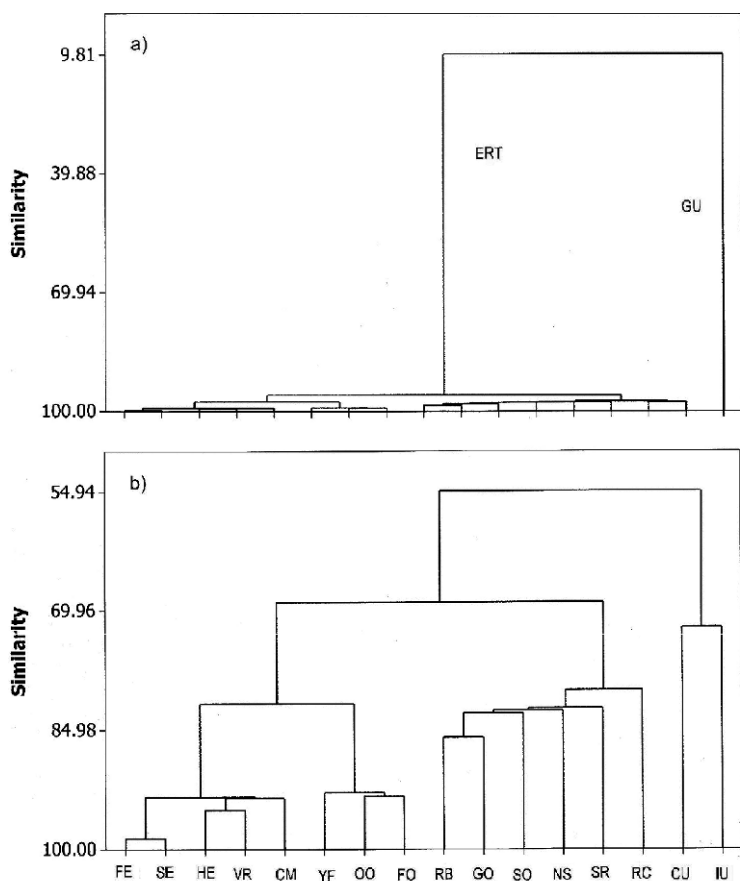 a)
9.81
ERT
39.88
GU
69.94
100.00
Similarity
b)
54.94
69.96
84.98
100.00
Similarity
FE SE HE VR CM YF OO FO RB GO SO NS SR RC CU IU